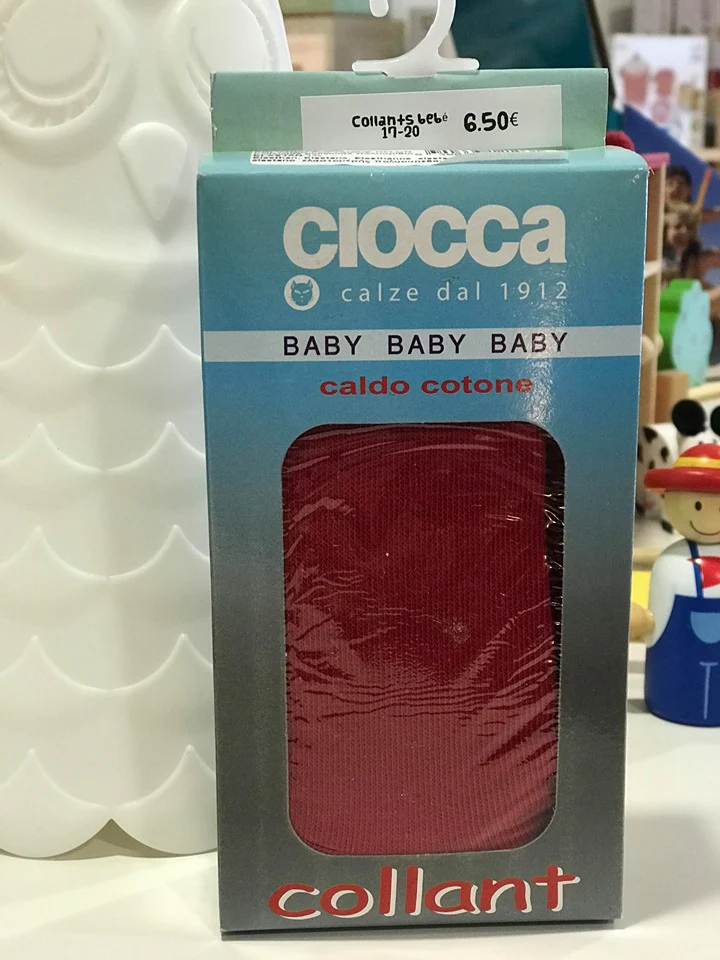 Collants bebé 6.50€
17-20
CIOCCA
calze dal 1912
BABY BABY BABY
caldo cotone
collant